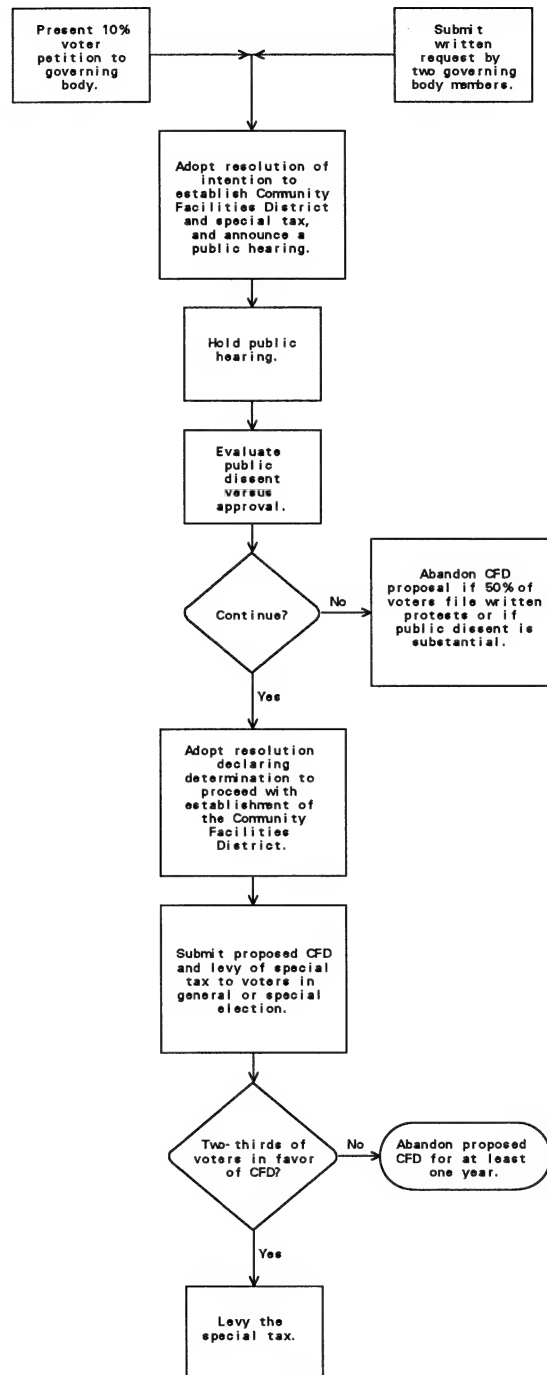 Present 10%
voter
petition to
governing
body.
Submit
written
request by
two governing
body members.
Adopt resolution of
intention to
establish Community
Facilities District
and special tax,
and announce a
public hearing.
Hold public
hearing.
Evaluate
public
dissent
versus
approval.
Continue?
No
Abandon CFD
proposal if 50% of
voters file written
protests or if
public dissent is
substantial.
Yes
Adopt resolution
declaring
determination to
proceed with
establishment of
the Community
Facilities
District.
Submit proposed CFD
and levy of special
tax to voters in
general or special
election.
Two-thirds of
voters in favor
of CFD?
No
Abandon proposed
CFD for at least
one year.
Yes
Levy the
special tax.